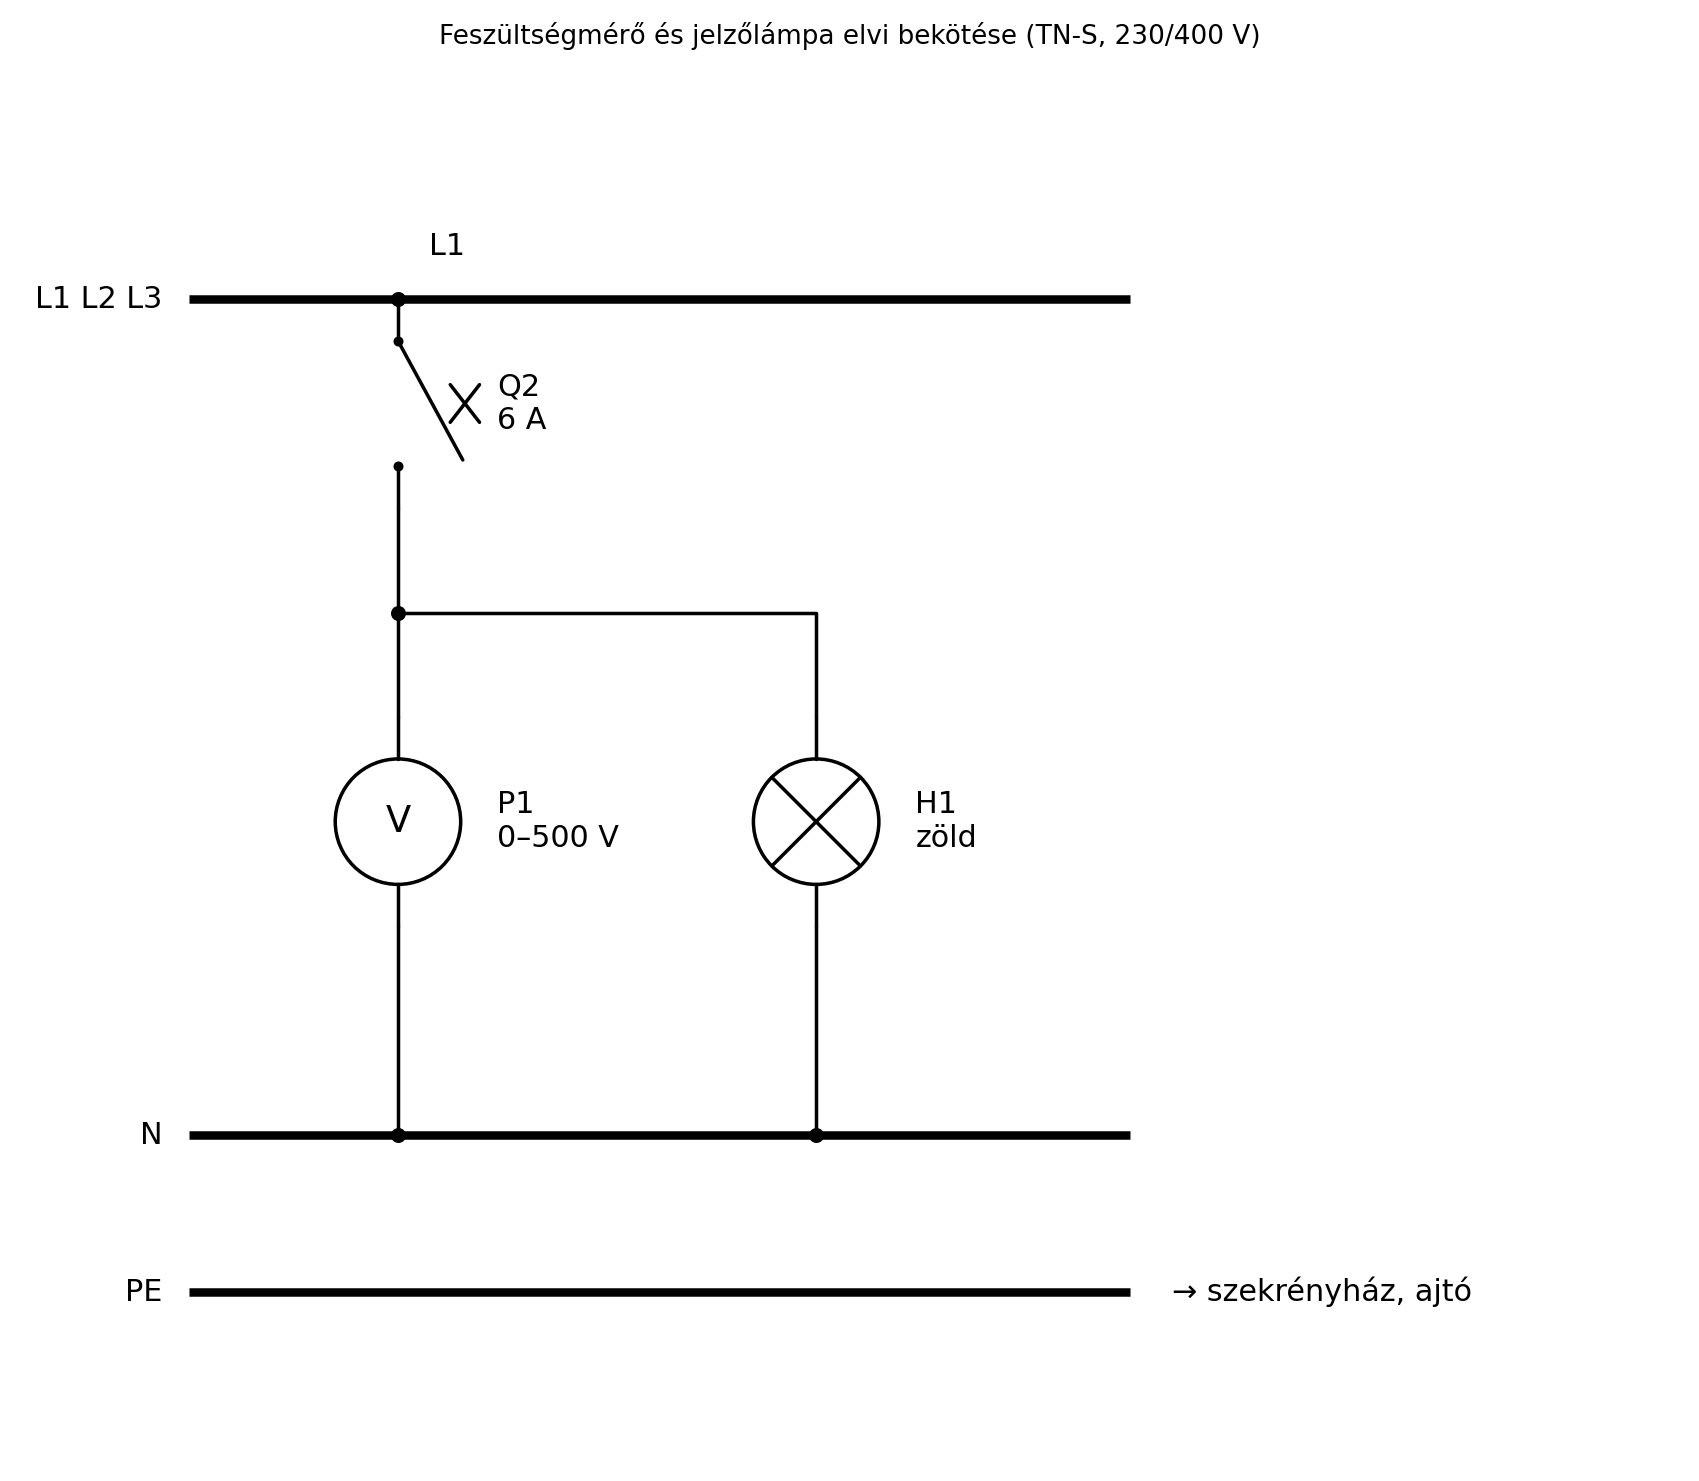 Feszültségmérő és jelzőlámpa elvi bekötése (TN-S, 230/400 V)
L1
L1 L2 L3
Q2
6 A
V
P1
0–500 V
H1
zöld
N
PE
→ szekrényház, ajtó